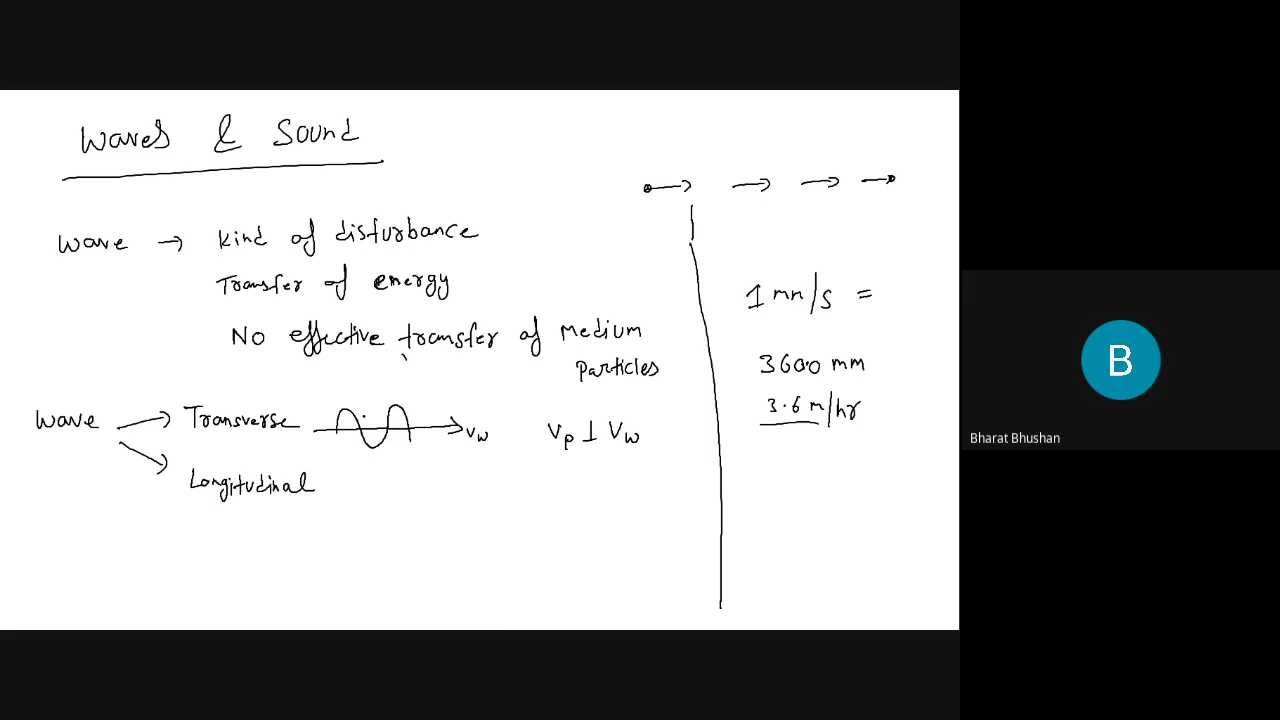 Waves & Sound
Wave → Kind of disturbance
Transfer of energy
No effective transfer of medium
particles
Wave → Transverse Vw Vp ⊥ Vw
→ Longitudinal
1 mm/s =
3600 mm
3.6 m/hr
B
Bharat Bhushan